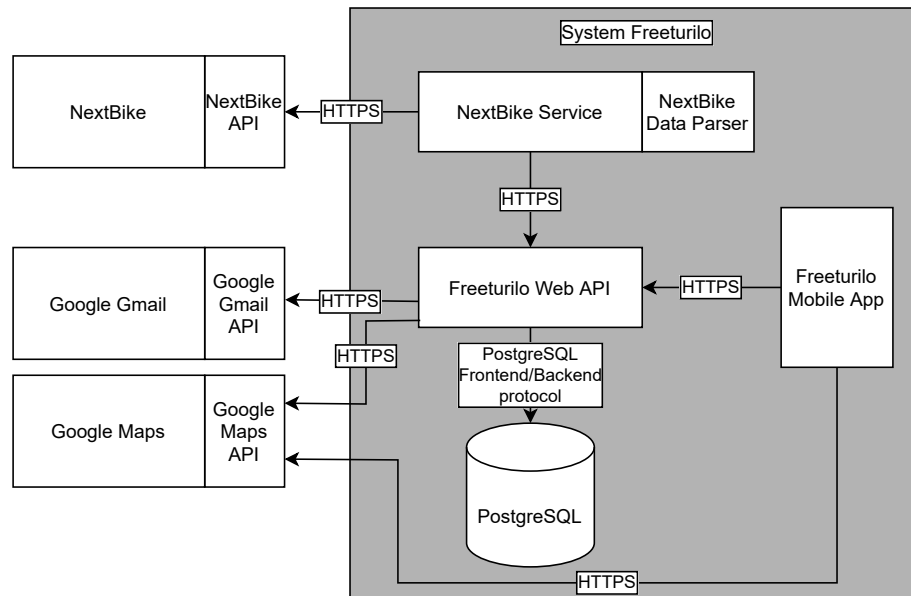 System Freeturilo
NextBike
NextBike
API
HTTPS
NextBike Service
NextBike
Data Parser
HTTPS
Google Gmail
Google
Gmail
API
HTTPS
Freeturilo Web API
HTTPS
Freeturilo
Mobile App
HTTPS
PostgreSQL
Frontend/Backend
protocol
Google Maps
Google
Maps
API
PostgreSQL
HTTPS